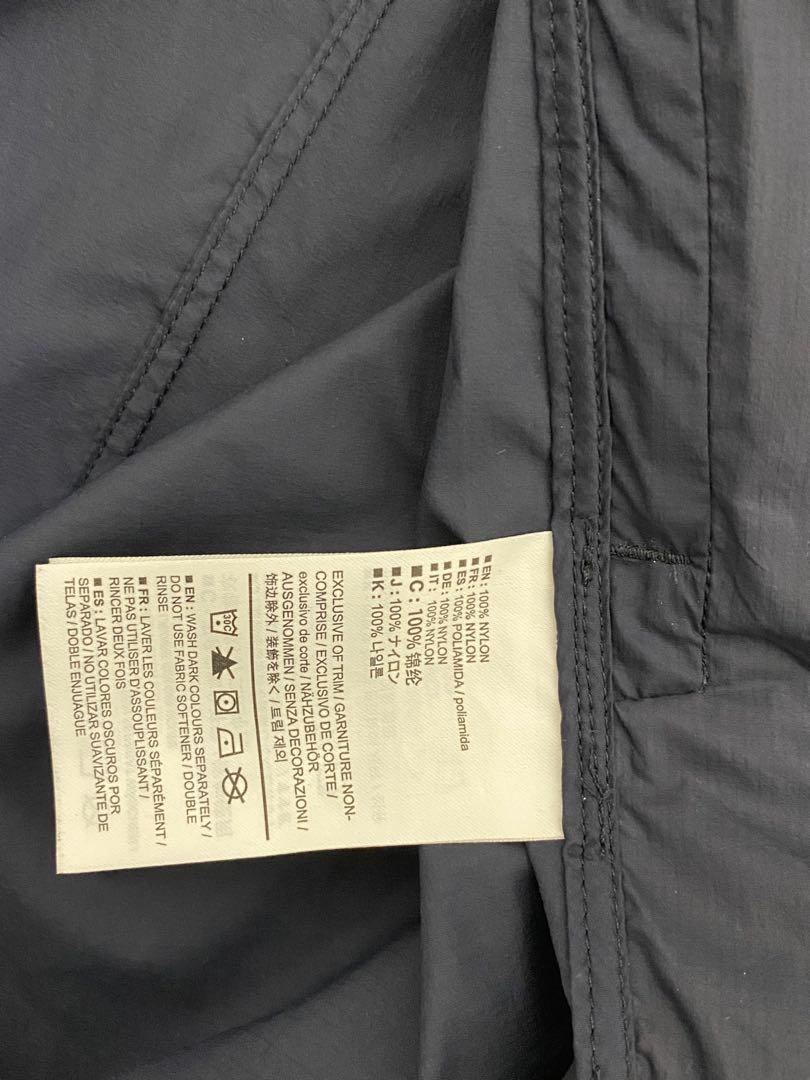 ■ EN : 100% NYLON
■ FR : 100% NYLON
■ ES : 100% POLIAMIDA / poliamida
■ DE : 100% NYLON
■ IT : 100% NYLON
■ C : 100% 锦纶
■ J : 100% ナイロン
■ K : 100% 나일론
EXCLUSIVE OF TRIM / GARNITURE NON-
COMPRISE / EXCLUSIVO DE CORTE /
exclusivo de corte / NÄHZUBEHÖR
AUSGENOMMEN / SENZA DECORAZIONI /
饰边除外 / 装飾を除く / 트림 제외
30C
■ EN : WASH DARK COLOURS SEPARATELY /
DO NOT USE FABRIC SOFTENER / DOUBLE
RINSE
■ FR : LAVER LES COULEURS SÉPARÉMENT /
NE PAS UTILISER D'ASSOUPLISSANT /
RINCER DEUX FOIS
■ ES : LAVAR COLORES OSCUROS POR
SEPARADO / NO UTILIZAR SUAVIZANTE DE
TELAS / DOBLE ENJUAGUE